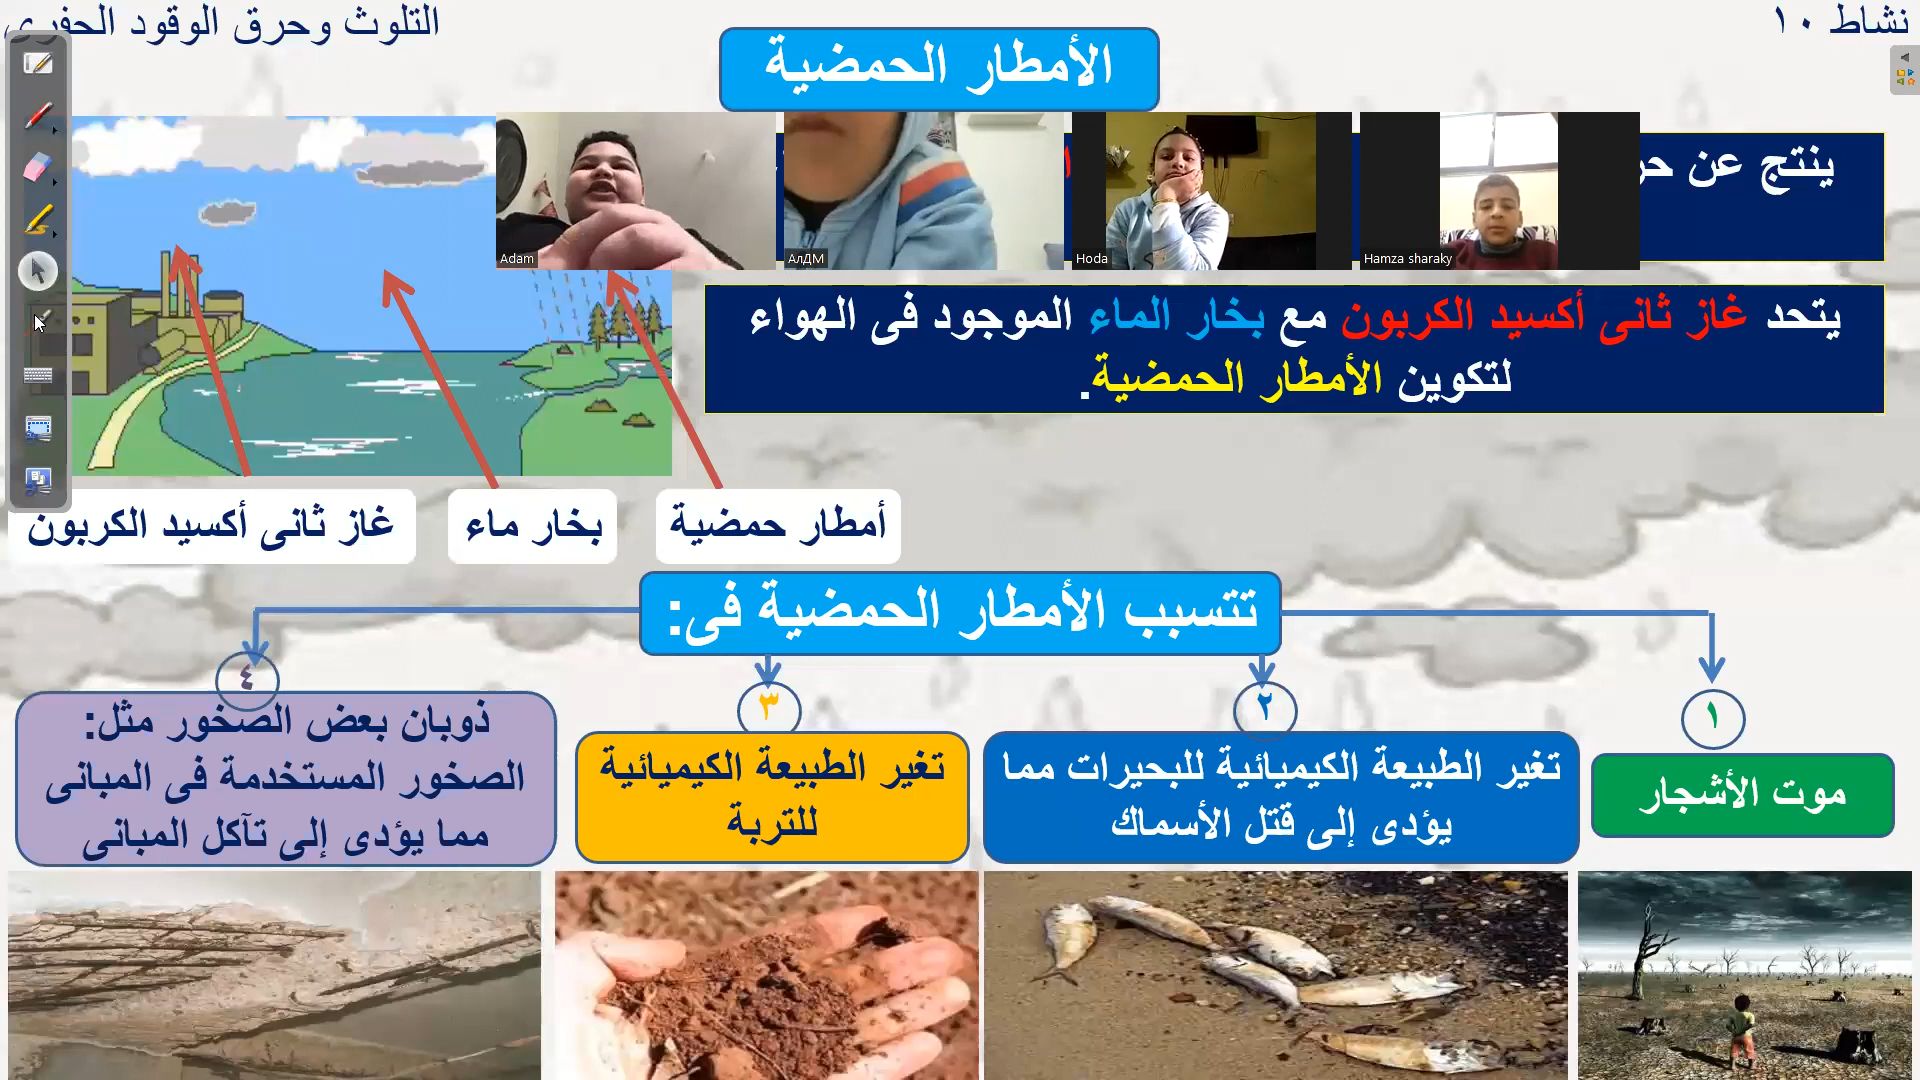 نشاط ١٠
التلوث وحرق الوقود الحفرى
الأمطار الحمضية
ينتج عن
Adam
АлДМ
Hoda
Hamza sharaky
يتحد غاز ثانى أكسيد الكربون مع بخار الماء الموجود فى الهواء
لتكوين الأمطار الحمضية.
أمطار حمضية
بخار ماء
غاز ثانى أكسيد الكربون
تتسبب الأمطار الحمضية فى:
١
موت الأشجار
٢
تغير الطبيعة الكيميائية للبحيرات مما
يؤدى إلى قتل الأسماك
٣
تغير الطبيعة الكيميائية
للتربة
٤
ذوبان بعض الصخور مثل:
الصخور المستخدمة فى المبانى
مما يؤدى إلى تآكل المبانى